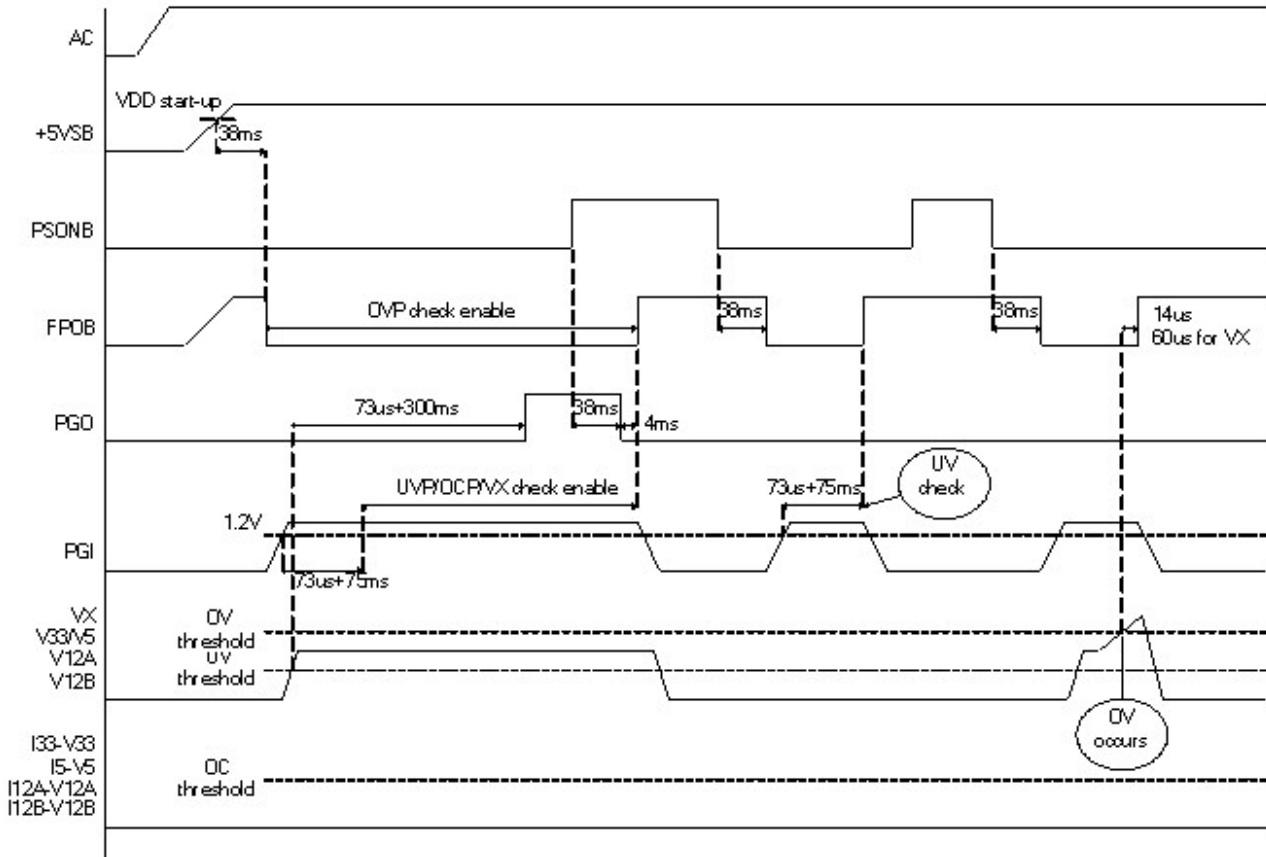 AC
VDD start-up
+5VSB
38ms
PSONB
FPOB
OVP check enable
38ms
38ms
14us
60us for VX
PGO
73us+300ms
38ms
4ms
UVP/OCP/VX check enable
73us+75ms
UV
check
1.2V
PGI
73us+75ms
VX
V33/V5
V12A
V12B
OV
threshold
UV
threshold
OV
occurs
I33-V33
I5-V5
I12A-V12A
I12B-V12B
OC
threshold